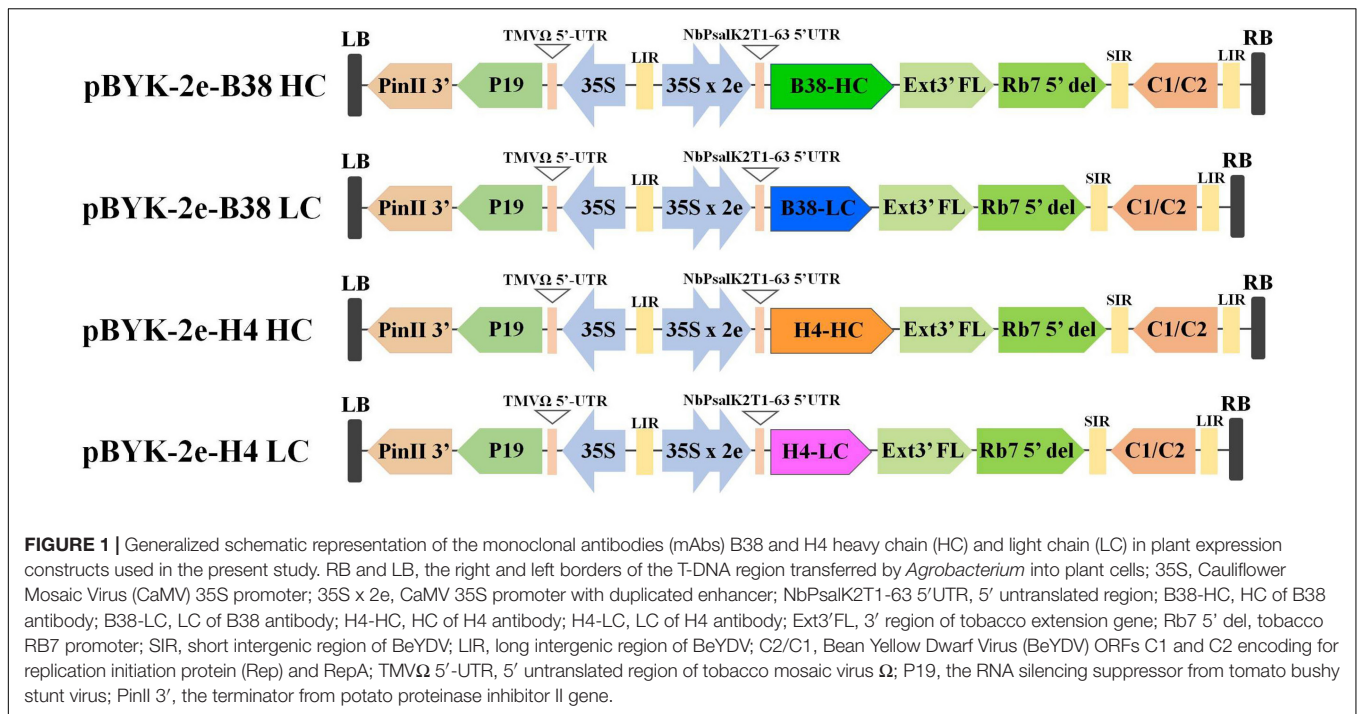 LB RB
TMVΩ 5'-UTR NbPsalK2T1-63 5'UTR
LIR SIR LIR
pBYK-2e-B38 HC PinII 3' P19 35S 35S x 2e B38-HC Ext3' FL Rb7 5' del C1/C2
LB RB
TMVΩ 5'-UTR NbPsalK2T1-63 5'UTR
LIR SIR LIR
pBYK-2e-B38 LC PinII 3' P19 35S 35S x 2e B38-LC Ext3' FL Rb7 5' del C1/C2
LB RB
TMVΩ 5'-UTR NbPsalK2T1-63 5'UTR
LIR SIR LIR
pBYK-2e-H4 HC PinII 3' P19 35S 35S x 2e H4-HC Ext3' FL Rb7 5' del C1/C2
LB RB
TMVΩ 5'-UTR NbPsalK2T1-63 5'UTR
LIR SIR LIR
pBYK-2e-H4 LC PinII 3' P19 35S 35S x 2e H4-LC Ext3' FL Rb7 5' del C1/C2
FIGURE 1 | Generalized schematic representation of the monoclonal antibodies (mAbs) B38 and H4 heavy chain (HC) and light chain (LC) in plant expression
constructs used in the present study. RB and LB, the right and left borders of the T-DNA region transferred by Agrobacterium into plant cells; 35S, Cauliflower
Mosaic Virus (CaMV) 35S promoter; 35S x 2e, CaMV 35S promoter with duplicated enhancer; NbPsalK2T1-63 5′UTR, 5′ untranslated region; B38-HC, HC of B38
antibody; B38-LC, LC of B38 antibody; H4-HC, HC of H4 antibody; H4-LC, LC of H4 antibody; Ext3′FL, 3′ region of tobacco extension gene; Rb7 5′ del, tobacco
RB7 promoter; SIR, short intergenic region of BeYDV; LIR, long intergenic region of BeYDV; C2/C1, Bean Yellow Dwarf Virus (BeYDV) ORFs C1 and C2 encoding for
replication initiation protein (Rep) and RepA; TMVΩ 5′-UTR, 5′ untranslated region of tobacco mosaic virus Ω; P19, the RNA silencing suppressor from tomato bushy
stunt virus; PinII 3′, the terminator from potato proteinase inhibitor II gene.